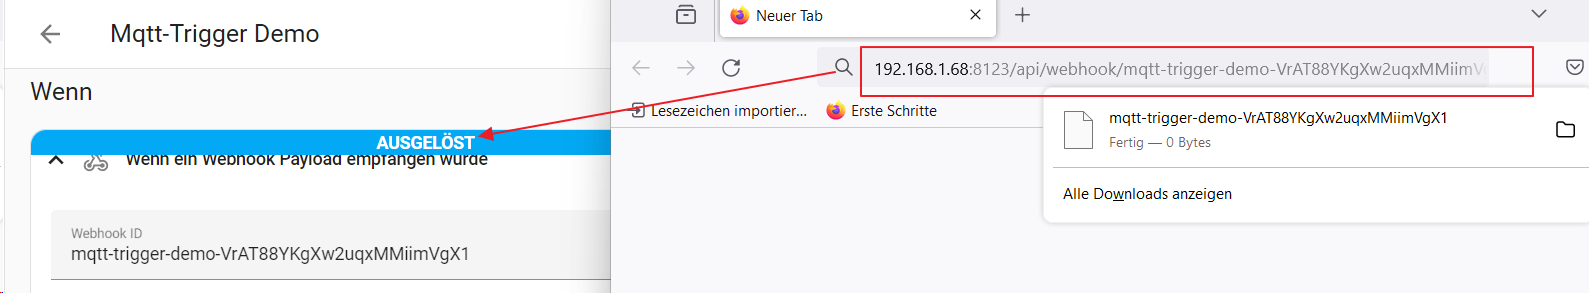 Mqtt-Trigger Demo
Wenn
AUSGELÖST
Wenn ein Webhook Payload empfangen wurde
Webhook ID
mqtt-trigger-demo-VrAT88YKgXw2uqxMMiimVgX1
Neuer Tab
192.168.1.68:8123/api/webhook/mqtt-trigger-demo-VrAT88YKgXw2uqxMMiimV
Lesezeichen importier...
Erste Schritte
mqtt-trigger-demo-VrAT88YKgXw2uqxMMiimVgX1
Fertig — 0 Bytes
Alle Downloads anzeigen